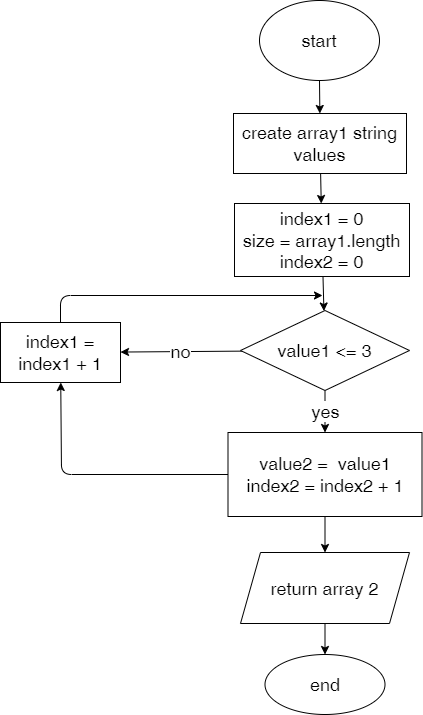 start
create array1 string
values
index1 = 0
size = array1.length
index2 = 0
index1 =
index1 + 1
no
value1 <= 3
yes
value2 = value1
index2 = index2 + 1
return array 2
end